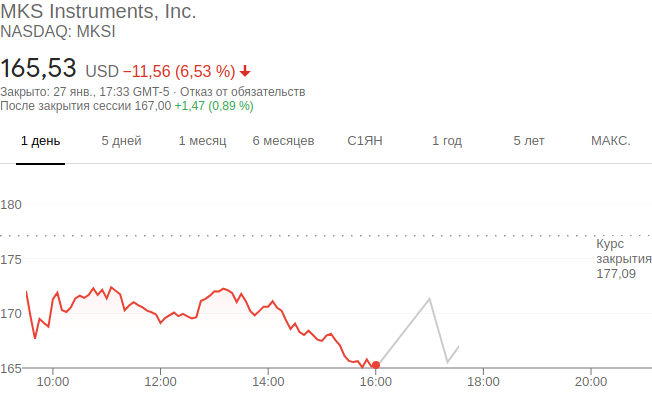 MKS Instruments, Inc.
NASDAQ: MKSI
165,53 USD −11,56 (6,53 %)
Закрыто: 27 янв., 17:33 GMT-5 · Отказ от обязательств
После закрытия сессии 167,00 +1,47 (0,89 %)
1 день 5 дней 1 месяц 6 месяцев С1ЯН 1 год 5 лет МАКС.
180
Курс
закрытия
177,09
175
170
165
10:00 12:00 14:00 16:00 18:00 20:00